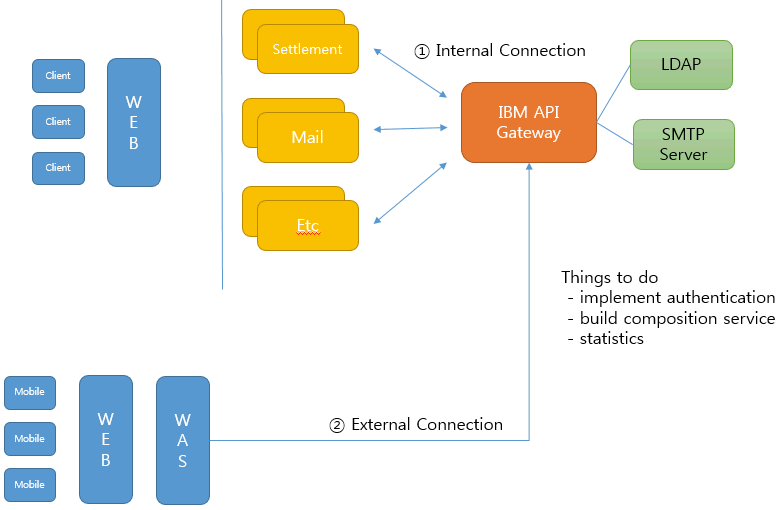 Client
Client
Client
W
E
B
Settlement
Mail
Etc
① Internal Connection
IBM API
Gateway
LDAP
SMTP
Server
Things to do
- implement authentication
- build composition service
- statistics
Mobile
Mobile
Mobile
W
E
B
W
A
S
② External Connection